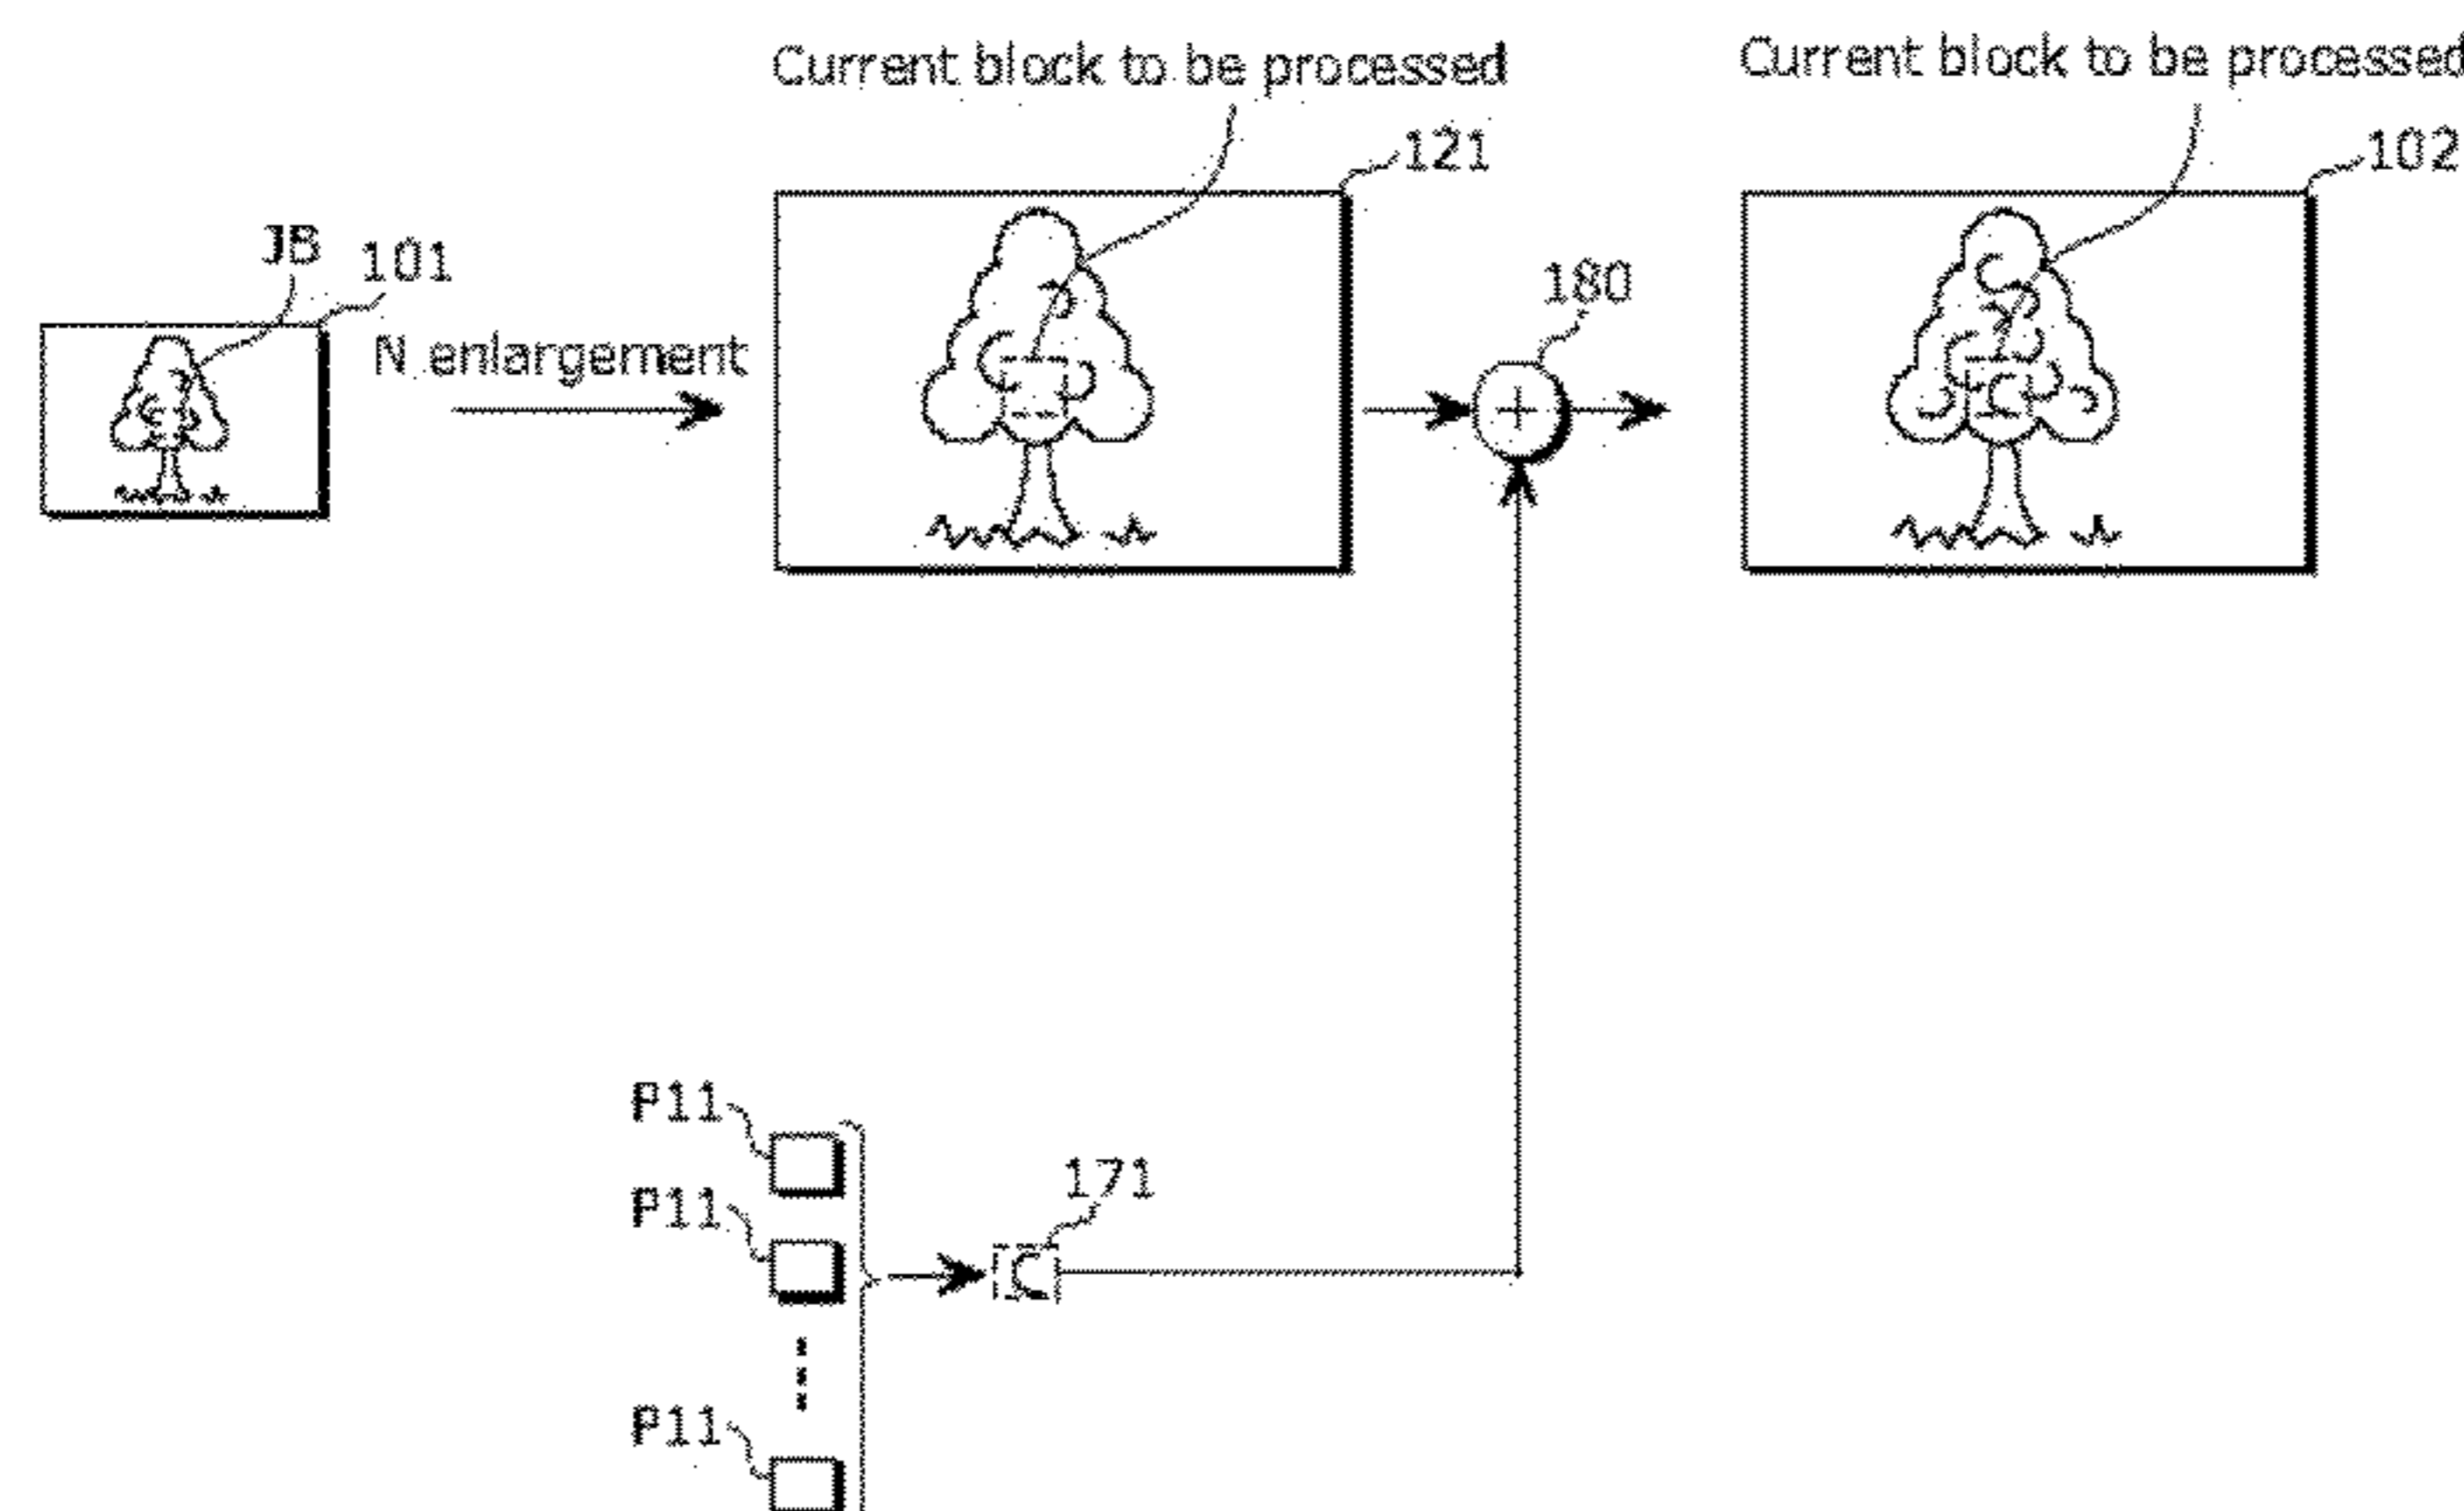 Current block to be processed
Current block to be processed
121
102
JB
101
180
N enlargement
P11
171
P11
P11